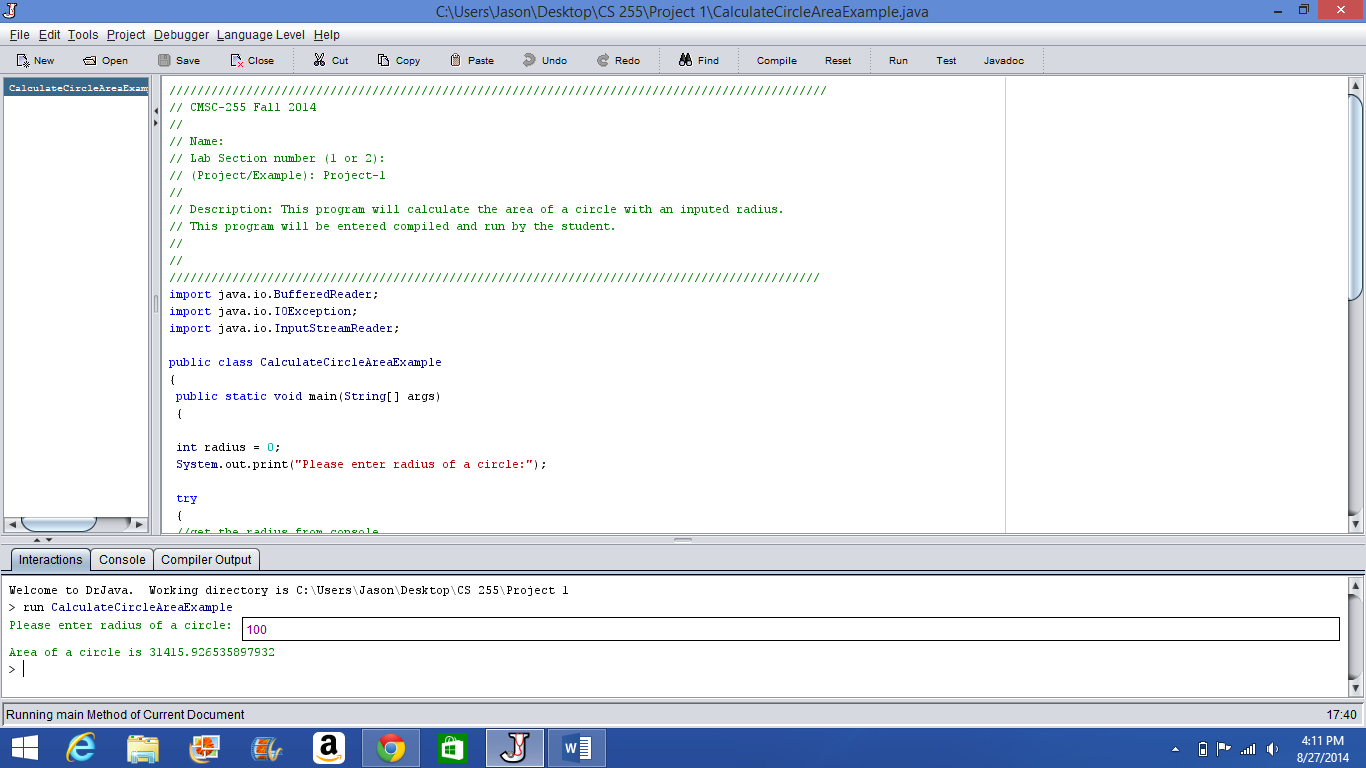 C:\Users\Jason\Desktop\CS 255\Project 1\CalculateCircleAreaExample.java
File Edit Tools Project Debugger Language Level Help
New Open Save Close Cut Copy Paste Undo Redo Find Compile Reset Run Test Javadoc
CalculateCircleAreaExam
//////////////////////////////////////////////////////////////////////////////////////////////
// CMSC-255 Fall 2014
//
// Name:
// Lab Section number (1 or 2):
// (Project/Example): Project-1
//
// Description: This program will calculate the area of a circle with an inputed radius.
// This program will be entered compiled and run by the student.
//
//
/////////////////////////////////////////////////////////////////////////////////////////////
import java.io.BufferedReader;
import java.io.IOException;
import java.io.InputStreamReader;
public class CalculateCircleAreaExample
{
public static void main(String[] args)
{
int radius = 0;
System.out.print("Please enter radius of a circle:");
try
{
//get the radius from console
Interactions Console Compiler Output
Welcome to DrJava.  Working directory is C:\Users\Jason\Desktop\CS 255\Project 1
> run CalculateCircleAreaExample
Please enter radius of a circle: 100
Area of a circle is 31415.926535897932
>
Running main Method of Current Document 17:40
4:11 PM
8/27/2014